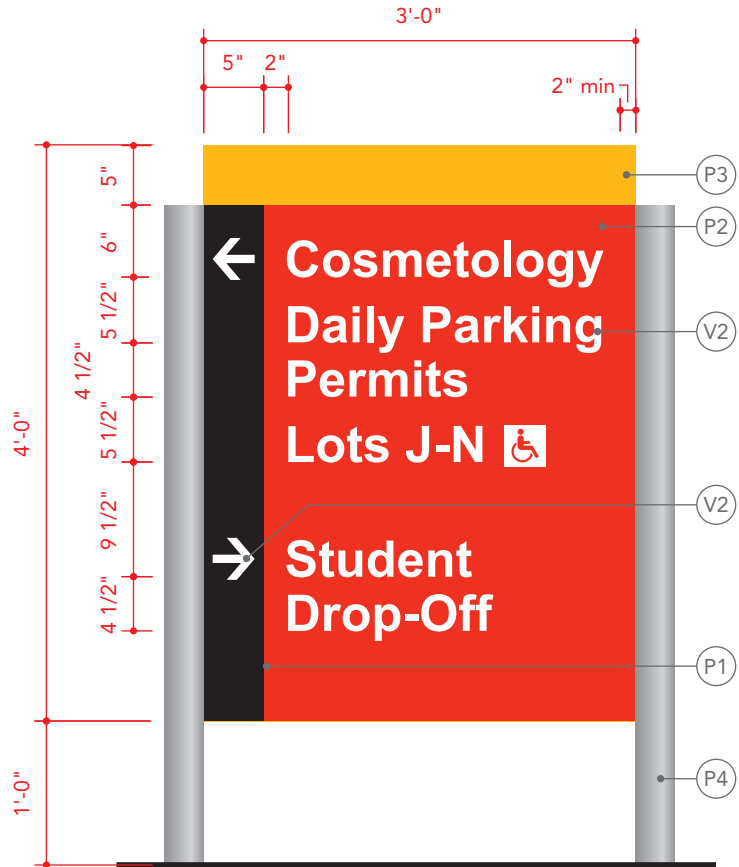 3'-0"
5" 2"
2" min
5"
P3
6"
P2
Cosmetology
5 1/2"
Daily Parking
V2
4 1/2"
Permits
4'-0"
5 1/2"
Lots J-N
9 1/2"
V2
Student
4 1/2"
Drop-Off
P1
1'-0"
P4